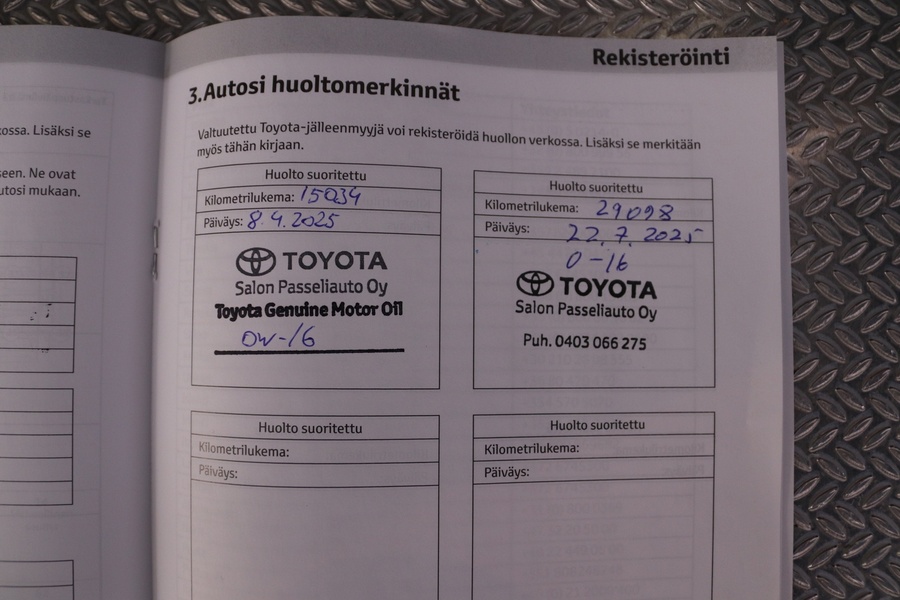 Rekisteröinti
3.Autosi huoltomerkinnät
kossa. Lisäksi se
seen. Ne ovat
utosi mukaan.
Valtuutettu Toyota-jälleenmyyjä voi rekisteröidä huollon verkossa. Lisäksi se merkitään
myös tähän kirjaan.
Huolto suoritettu
Kilometrilukema: 15034
Päiväys: 8.4.2025
TOYOTA
Salon Passeliauto Oy
Toyota Genuine Motor Oil
0W-16
Huolto suoritettu
Kilometrilukema: 29098
Päiväys: 22.7.2025
0-16
TOYOTA
Salon Passeliauto Oy
Puh. 0403 066 275
Huolto suoritettu
Kilometrilukema:
Päiväys:
Huolto suoritettu
Kilometrilukema:
Päiväys: